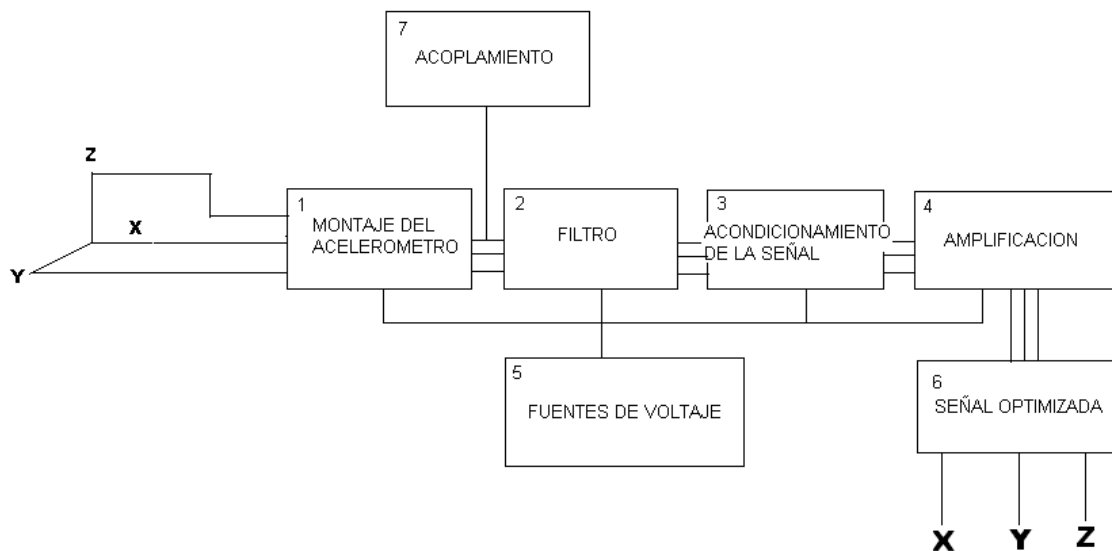 7
ACOPLAMIENTO
Z
X
Y
1
MONTAJE DEL
ACELEROMETRO
2
FILTRO
3
ACONDICIONAMIENTO
DE LA SEÑAL
4
AMPLIFICACION
5
FUENTES DE VOLTAJE
6
SEÑAL OPTIMIZADA
X Y Z